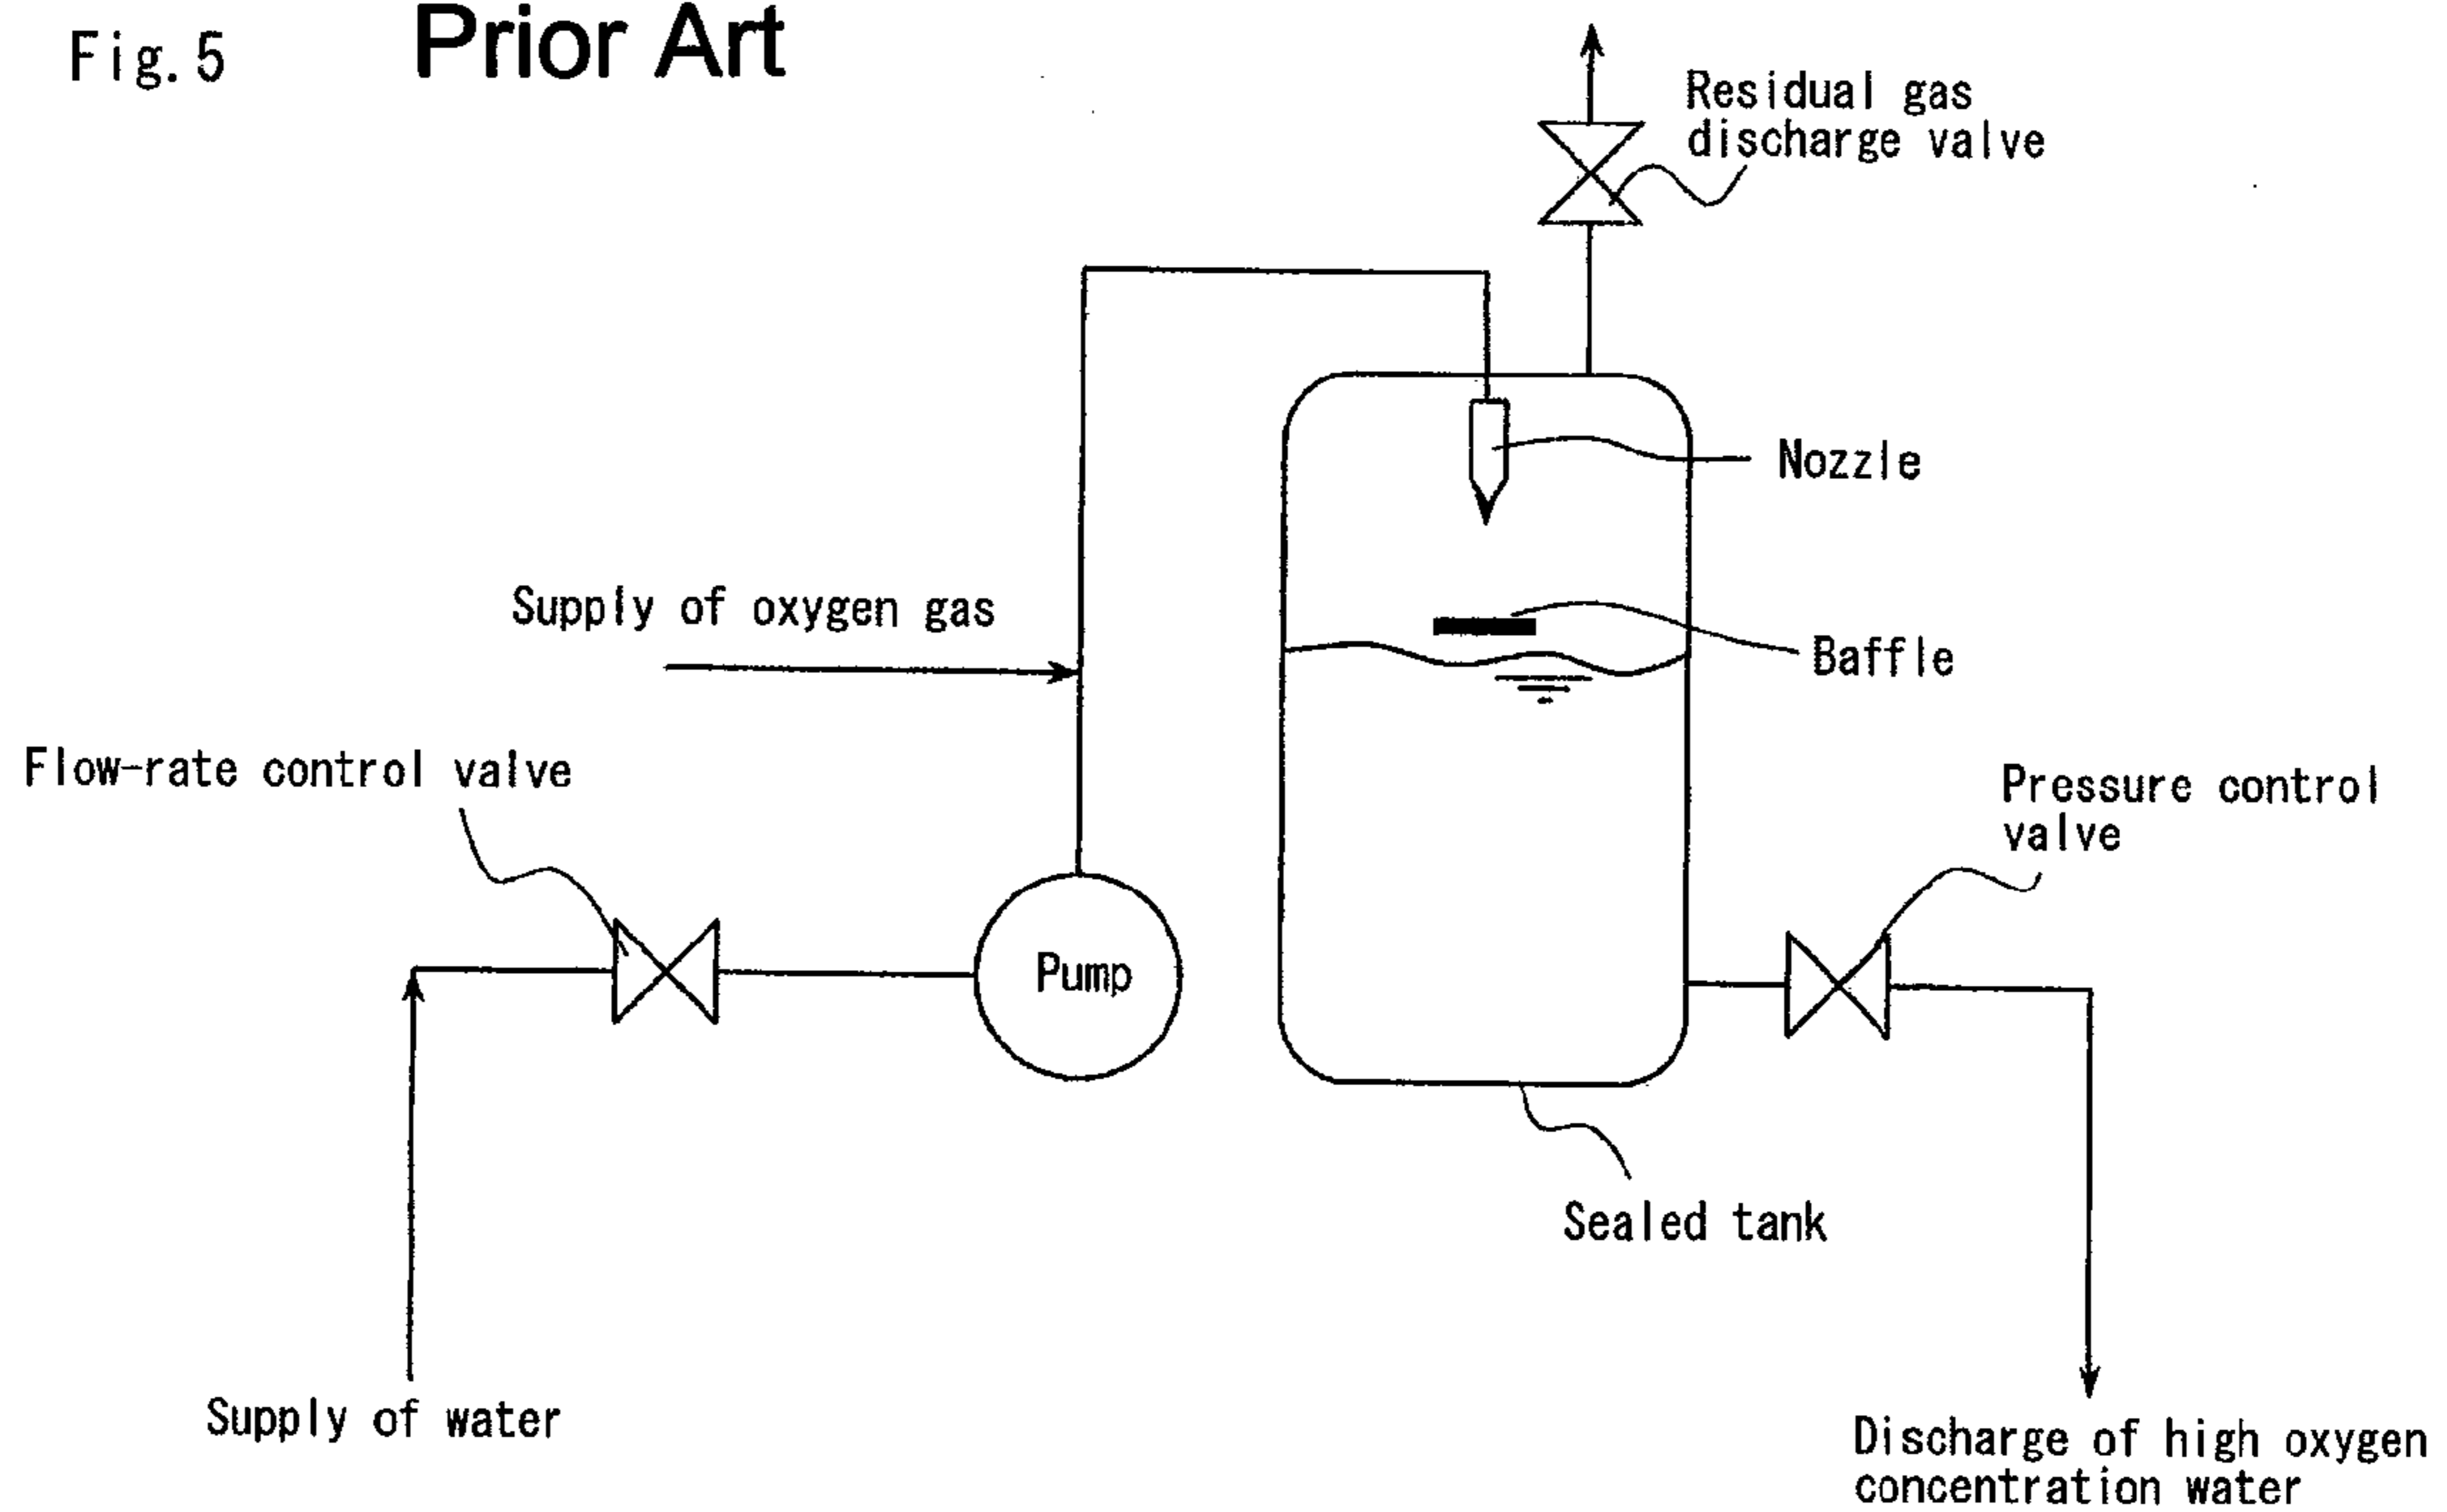 Fig. 5
Prior Art
Residual gas
discharge valve
Nozzle
Supply of oxygen gas
Baffle
Flow-rate control valve
Pressure control
valve
Pump
Sealed tank
Supply of water
Discharge of high oxygen
concentration water